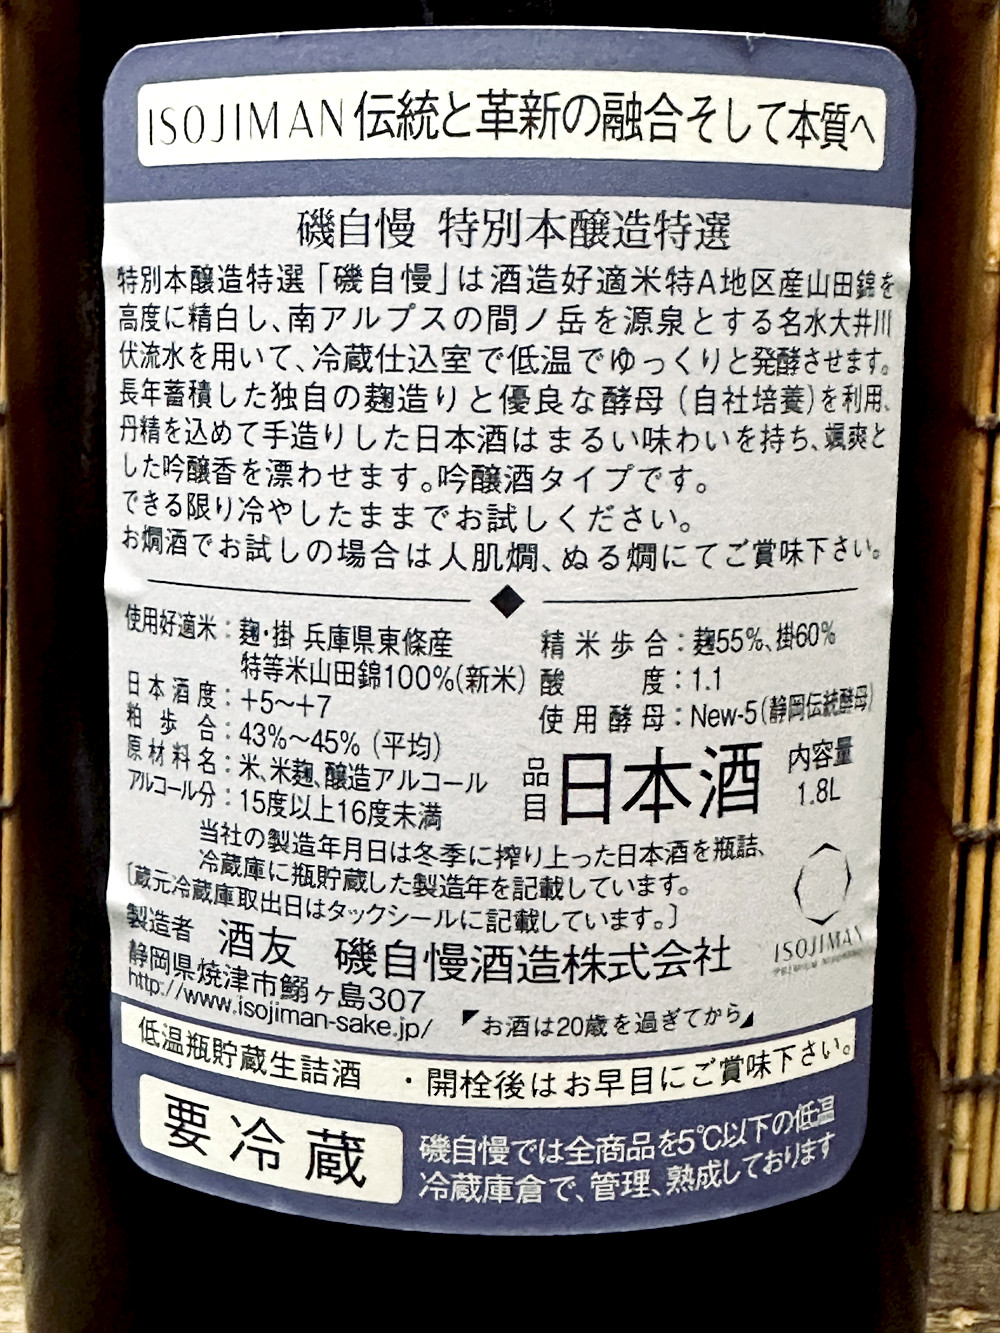 ISOJIMAN 伝統と革新の融合そして本質へ
磯自慢 特別本醸造特選
特別本醸造特選「磯自慢」は酒造好適米特A地区産山田錦を
高度に精白し、南アルプスの間ノ岳を源泉とする名水大井川
伏流水を用いて、冷蔵仕込室で低温でゆっくりと発酵させます。
長年蓄積した独自の麹造りと優良な酵母(自社培養)を利用、
丹精を込めて手造りした日本酒はまるい味わいを持ち、颯爽と
した吟醸香を漂わせます。吟醸酒タイプです。
できる限り冷やしたままでお試しください。
お燗酒でお試しの場合は人肌燗、ぬる燗にてご賞味下さい。
使用好適米:麹・掛 兵庫県東條産
特等米山田錦100%(新米)
精米歩合:麹55%、掛60%
酸度:1.1
日本酒度:+5〜+7
使用酵母:New-5(静岡伝統酵母)
粕歩合:43%〜45%(平均)
原材料名:米、米麹、醸造アルコール
アルコール分:15度以上16度未満
品目 日本酒
内容量
1.8L
当社の製造年月日は冬季に搾り上った日本酒を瓶詰、
冷蔵庫に瓶貯蔵した製造年を記載しています。
〔蔵元冷蔵庫取出日はタックシールに記載しています。〕
製造者 酒友 磯自慢酒造株式会社
静岡県焼津市鰯ヶ島307
http://www.isojiman-sake.jp/
お酒は20歳を過ぎてから
ISOJIMAN
低温瓶貯蔵生詰酒 ・開栓後はお早目にご賞味下さい。
要冷蔵
磯自慢では全商品を5℃以下の低温
冷蔵庫倉で、管理、熟成しております